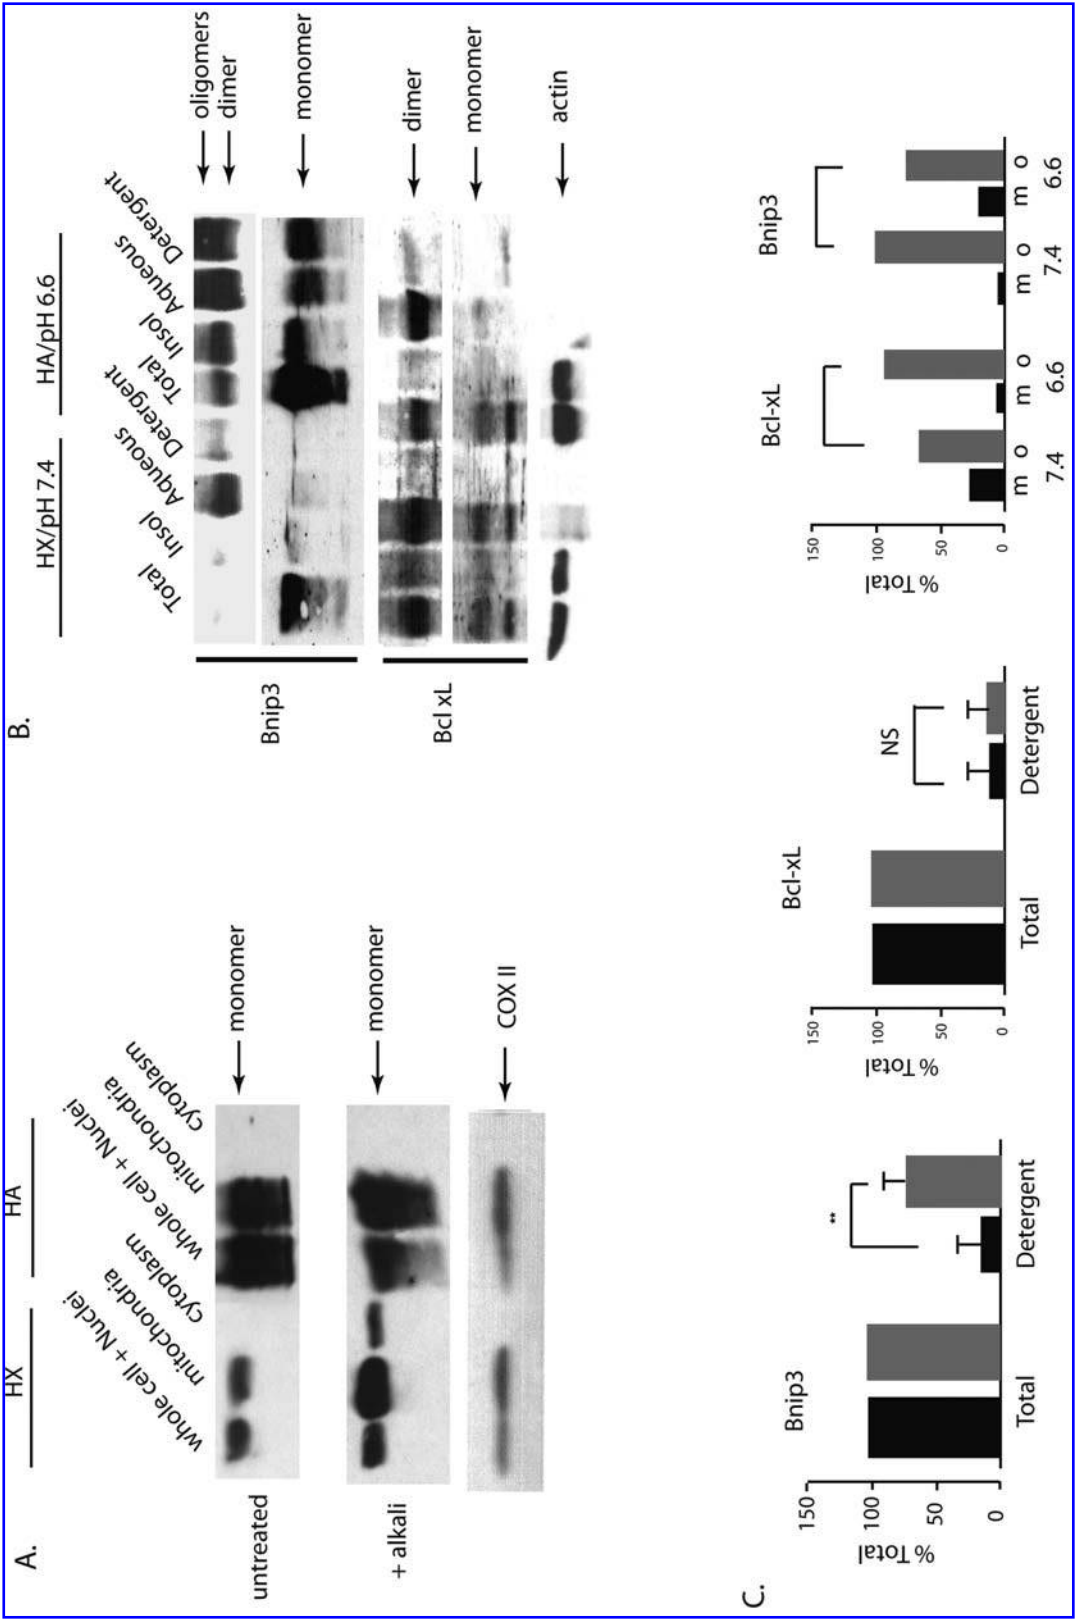 A.
HX
HA
whole cell + Nuclei
mitochondria
cytoplasm
whole cell + Nuclei
mitochondria
cytoplasm
untreated
monomer
+ alkali
monomer
COX II
B.
HX/pH 7.4
HA/pH 6.6
Total
Insol
Aqueous
Detergent
Total
Insol
Aqueous
Detergent
Bnip3
oligomers
dimer
monomer
Bcl xL
dimer
monomer
actin
C.
Bnip3
% Total
150
100
50
0
**
Total
Detergent
Bcl-xL
% Total
150
100
50
0
NS
Total
Detergent
% Total
150
100
50
0
Bcl-xL
Bnip3
m o m o m o m o
7.4 6.6 7.4 6.6